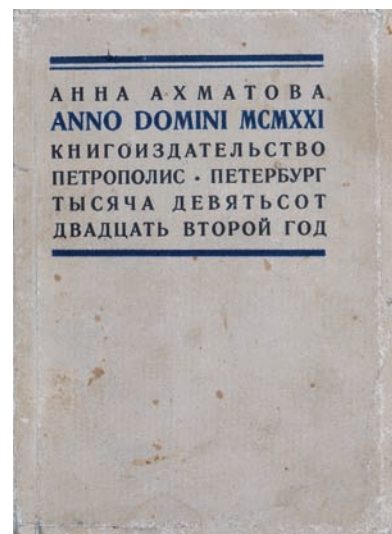 АННА АХМАТОВА
ANNO DOMINI MCMXXI
КНИГОИЗДАТЕЛЬСТВО
ПЕТРОПОЛИС · ПЕТЕРБУРГ
ТЫСЯЧА ДЕВЯТЬСОТ
ДВАДЦАТЬ ВТОРОЙ ГОД